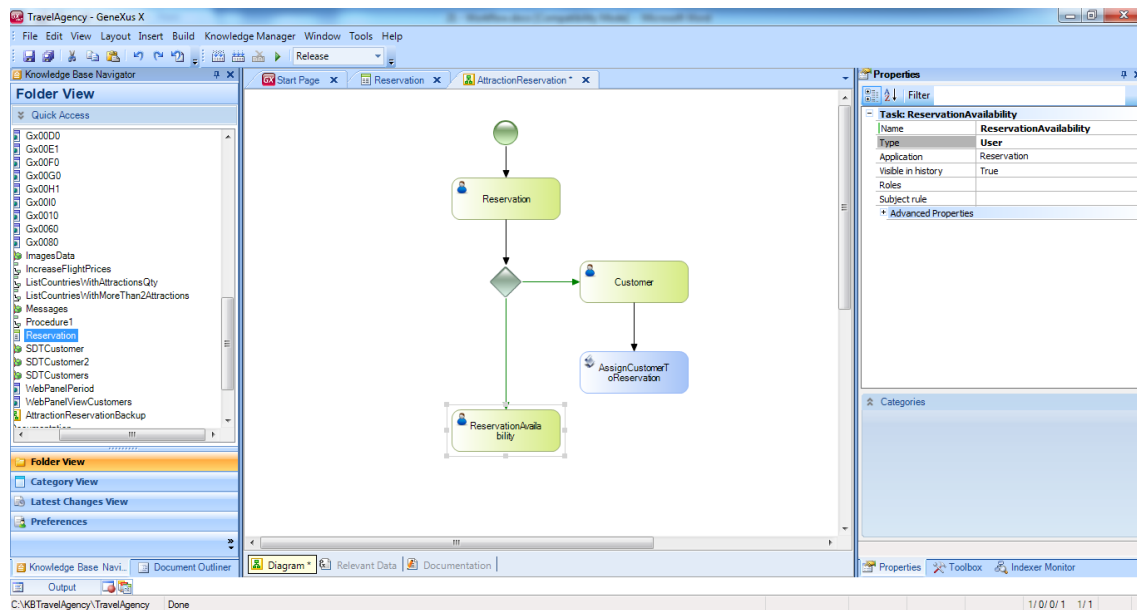 TravelAgency - GeneXus X
File Edit View Layout Insert Build Knowledge Manager Window Tools Help
Release
Knowledge Base Navigator
Folder View
Quick Access
Gx00D0
Gx00E1
Gx00F0
Gx00G0
Gx00H1
Gx00I0
Gx0010
Gx0060
Gx0080
ImagesData
IncreaseFlightPrices
ListCountriesWithAttractionsQty
ListCountriesWithMoreThan2Attractions
Messages
Procedure1
Reservation
SDTCustomer
SDTCustomer2
SDTCustomers
WebPanelPeriod
WebPanelViewCustomers
AttractionReservationBackup
Folder View
Category View
Latest Changes View
Preferences
Knowledge Base Navi... Document Outliner
Start Page Reservation AttractionReservation *
Reservation
Customer
AssignCustomerT
oReservation
ReservationAvaila
bility
Diagram * Relevant Data Documentation
Properties
Filter
Task: ReservationAvailability
Name ReservationAvailability
Type User
Application Reservation
Visible in history True
Roles
Subject rule
Advanced Properties
Categories
Properties Toolbox Indexer Monitor
Output
C:\KBTravelAgency\TravelAgency Done 1/ 0/ 0/ 1 1/ 1